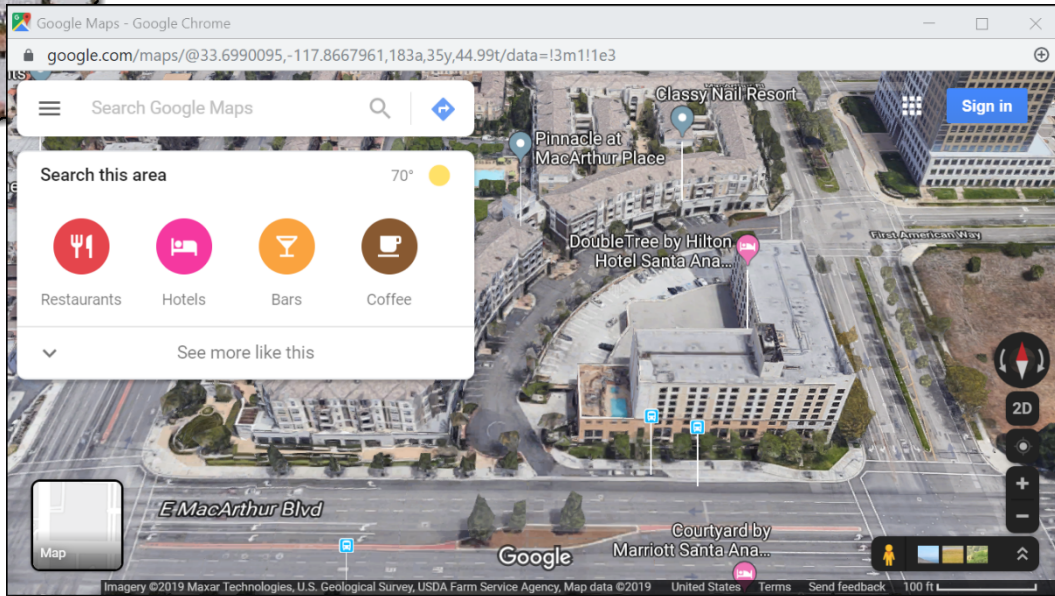 Google Maps - Google Chrome
google.com/maps/@33.6990095,-117.8667961,183a,35y,44.99t/data=!3m1!1e3
Search Google Maps
Classy Nail Resort
Sign in
Pinnacle at
MacArthur Place
Search this area
70°
First American Way
DoubleTree by Hilton
Hotel Santa Ana...
Restaurants
Hotels
Bars
Coffee
See more like this
2D
E MacArthur Blvd
Map
Google
Courtyard by
Marriott Santa Ana...
Imagery ©2019 Maxar Technologies, U.S. Geological Survey, USDA Farm Service Agency, Map data ©2019 United States Terms Send feedback 100 ft